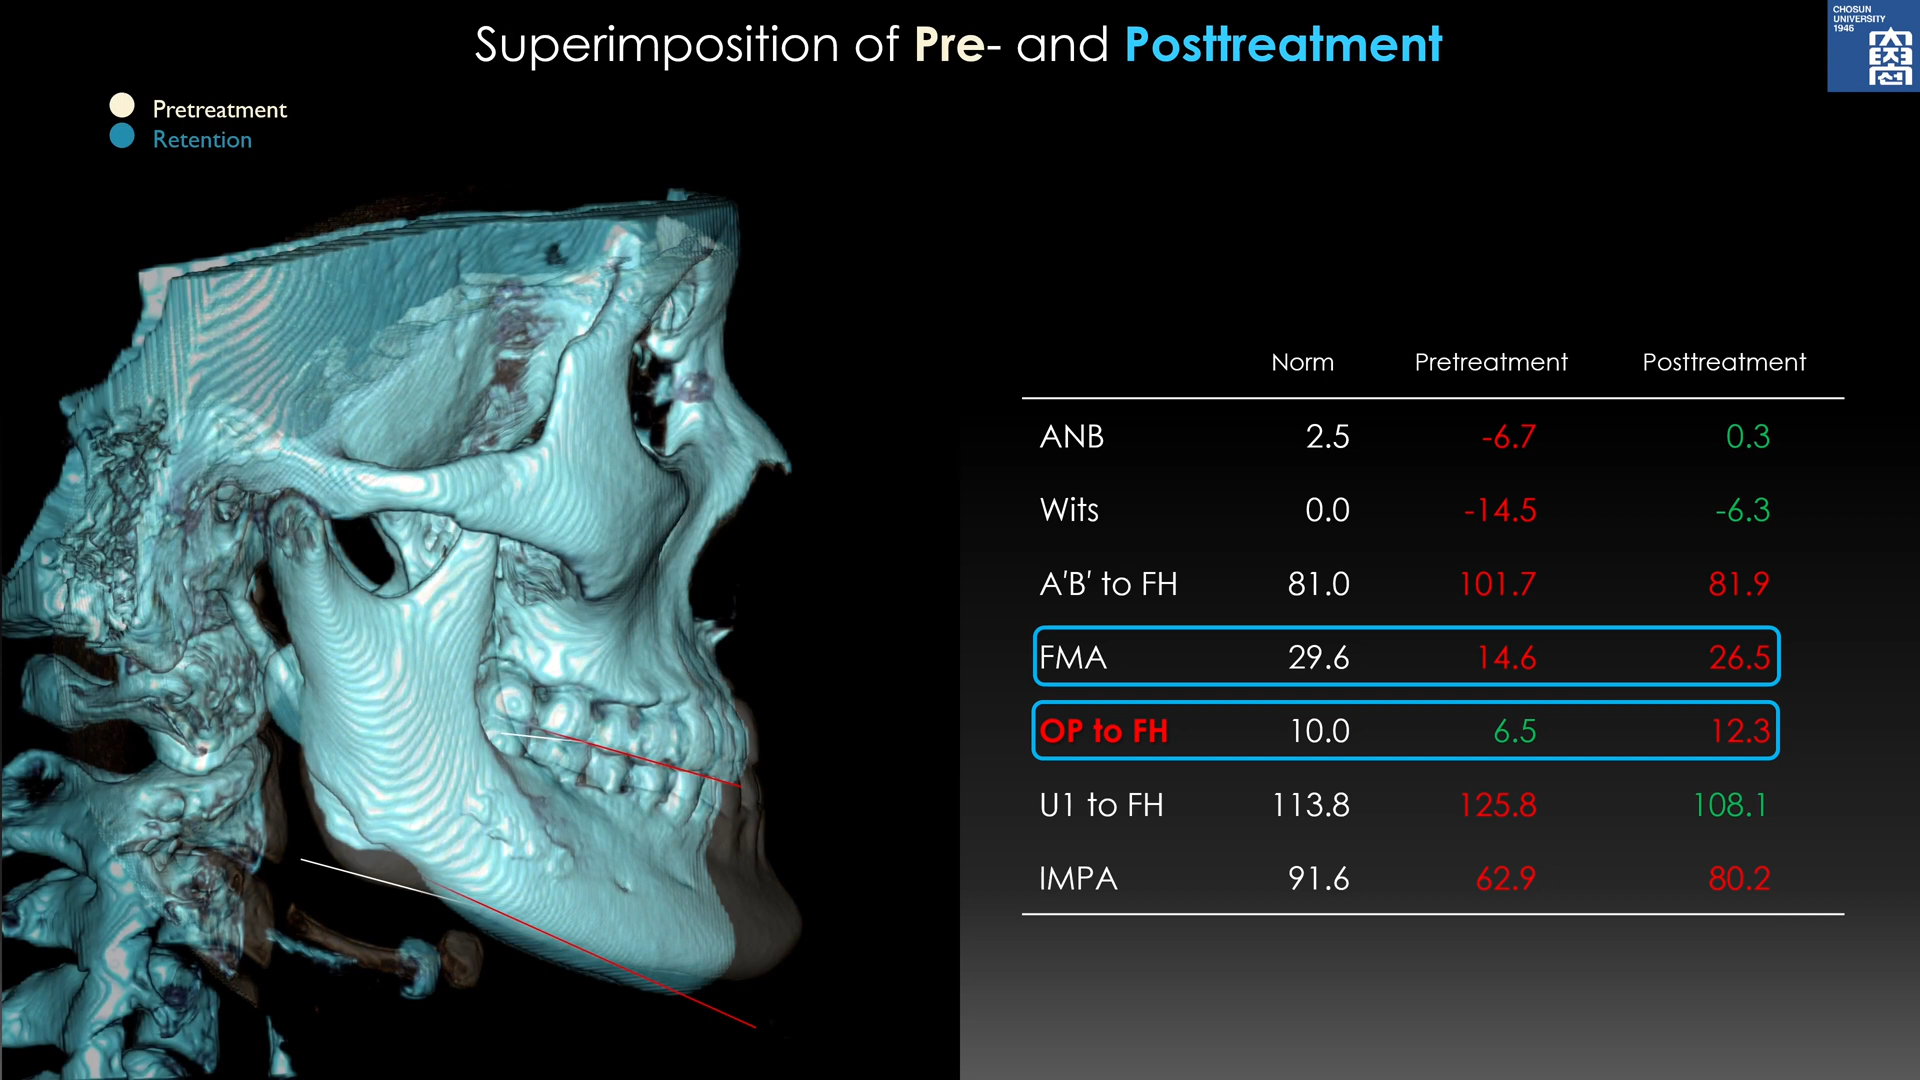 Superimposition of Pre- and Posttreatment
CHOSUN
UNIVERSITY
1946
조선
Pretreatment
Retention
Norm Pretreatment Posttreatment
ANB 2.5 -6.7 0.3
Wits 0.0 -14.5 -6.3
A'B' to FH 81.0 101.7 81.9
FMA 29.6 14.6 26.5
OP to FH 10.0 6.5 12.3
U1 to FH 113.8 125.8 108.1
IMPA 91.6 62.9 80.2